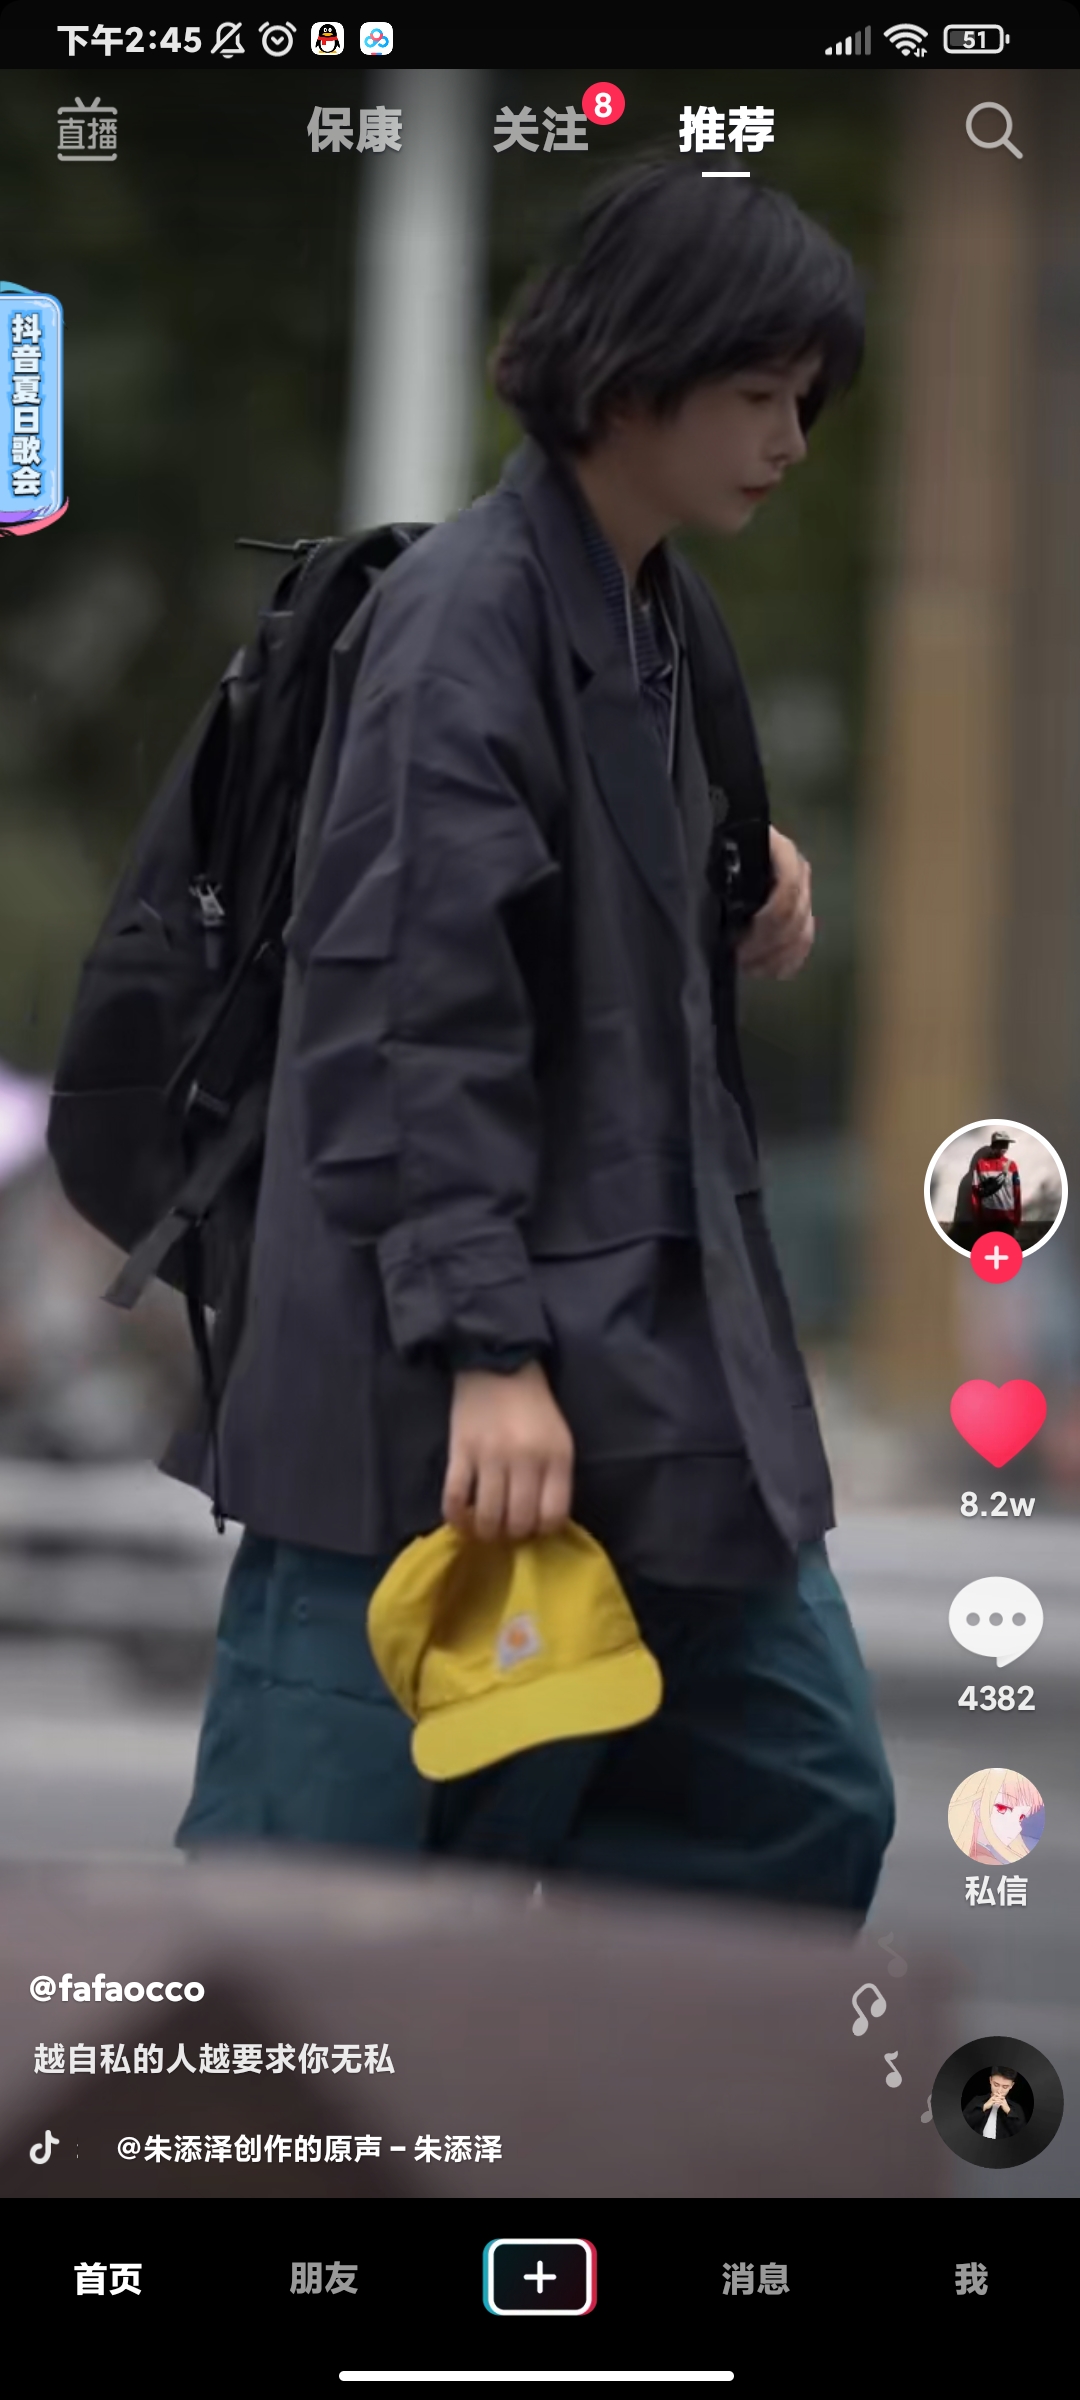 下午2:45
51
直播
保康
关注
8
推荐
抖音夏日歌会
8.2w
4382
私信
@fafaocco
越自私的人越要求你无私
@朱添泽创作的原声 – 朱添泽
首页
朋友
消息
我